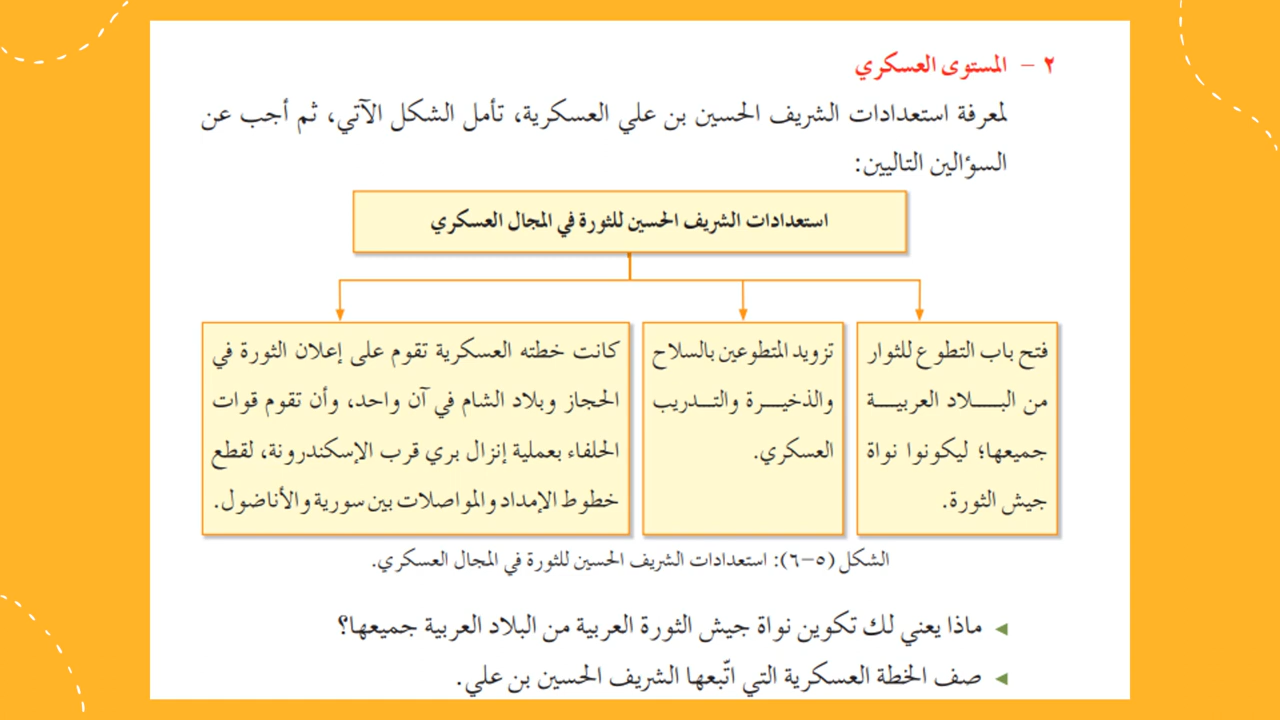 ٢ - المستوى العسكري
لمعرفة استعدادات الشريف الحسين بن علي العسكرية، تأمل الشكل الآتي، ثم أجب عن
السؤالين التاليين:
استعدادات الشريف الحسين للثورة في المجال العسكري
فتح باب التطوع للثوار
من البلاد العربية
جميعها؛ ليكونوا نواة
جيش الثورة.
تزويد المتطوعين بالسلاح
والذخيرة والتدريب
العسكري.
كانت خطته العسكرية تقوم على إعلان الثورة في
الحجاز وبلاد الشام في آن واحد، وأن تقوم قوات
الحلفاء بعملية إنزال بري قرب الإسكندرونة، لقطع
خطوط الإمداد والمواصلات بين سورية والأناضول.
الشكل (٥-٦): استعدادات الشريف الحسين للثورة في المجال العسكري.
ماذا يعني لك تكوين نواة جيش الثورة العربية من البلاد العربية جميعها؟
صف الخطة العسكرية التي اتّبعها الشريف الحسين بن علي.